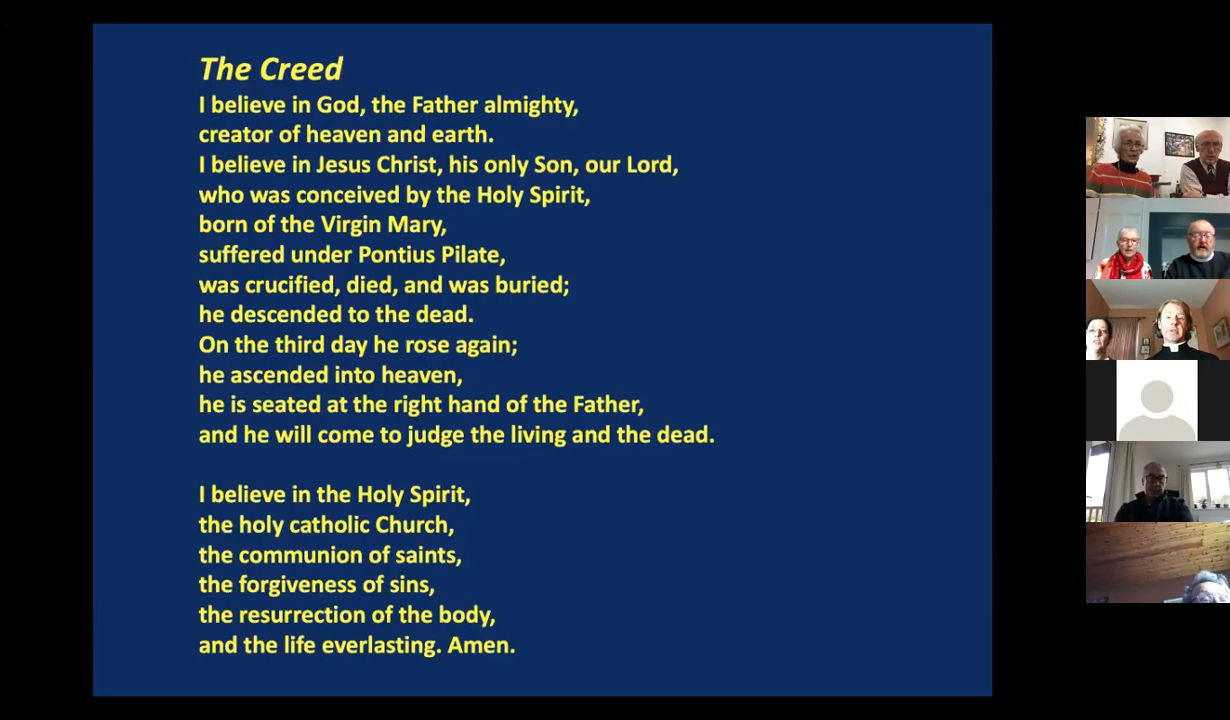 The Creed
I believe in God, the Father almighty,
creator of heaven and earth.
I believe in Jesus Christ, his only Son, our Lord,
who was conceived by the Holy Spirit,
born of the Virgin Mary,
suffered under Pontius Pilate,
was crucified, died, and was buried;
he descended to the dead.
On the third day he rose again;
he ascended into heaven,
he is seated at the right hand of the Father,
and he will come to judge the living and the dead.
I believe in the Holy Spirit,
the holy catholic Church,
the communion of saints,
the forgiveness of sins,
the resurrection of the body,
and the life everlasting. Amen.